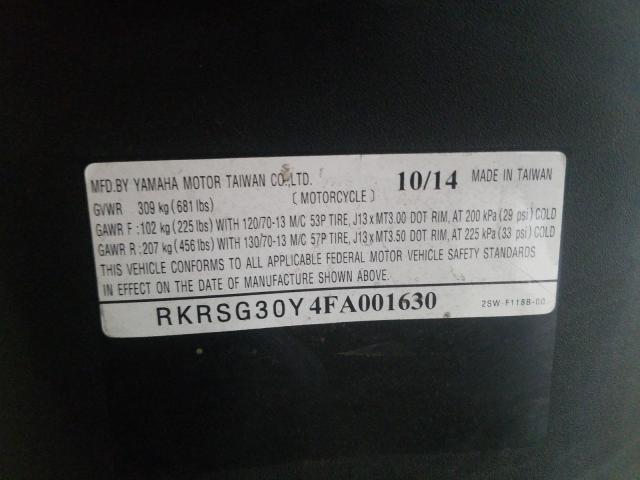 MFD.BY YAMAHA MOTOR TAIWAN CO.,LTD. 10/14 MADE IN TAIWAN
GVWR 309 kg (681 lbs) [MOTORCYCLE]
GAWR F : 102 kg (225 lbs) WITH 120/70-13 M/C 53P TIRE, J13 x MT3.00 DOT RIM, AT 200 kPa (29 psi) COLD
GAWR R : 207 kg (456 lbs) WITH 130/70-13 M/C 57P TIRE, J13 x MT3.50 DOT RIM, AT 225 kPa (33 psi) COLD
THIS VEHICLE CONFORMS TO ALL APPLICABLE FEDERAL MOTOR VEHICLE SAFETY STANDARDS
IN EFFECT ON THE DATE OF MANUFACTURE SHOWN ABOVE.
RKRSG30Y4FA001630 2SW-F118B-00